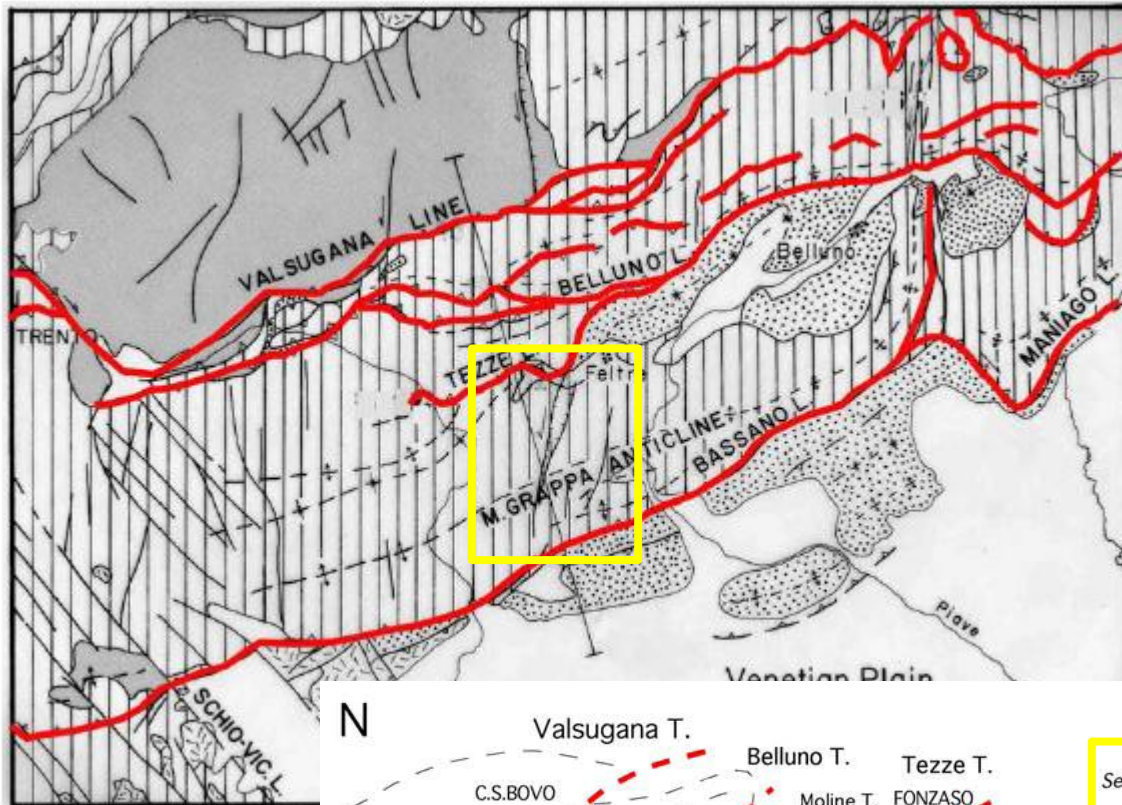 VALSUGANA LINE
Belluno
BELLUNO L.
TRENTO
MANIAGO L.
TEZZE L.
Feltre
M. GRAPPA ANTICLINE
BASSANO L.
Piave
Venetian Plain
SCHIO-VIC. L.
N
Valsugana T.
Belluno T.
Tezze T.
C.S.BOVO
Moline T.
FONZASO
Se